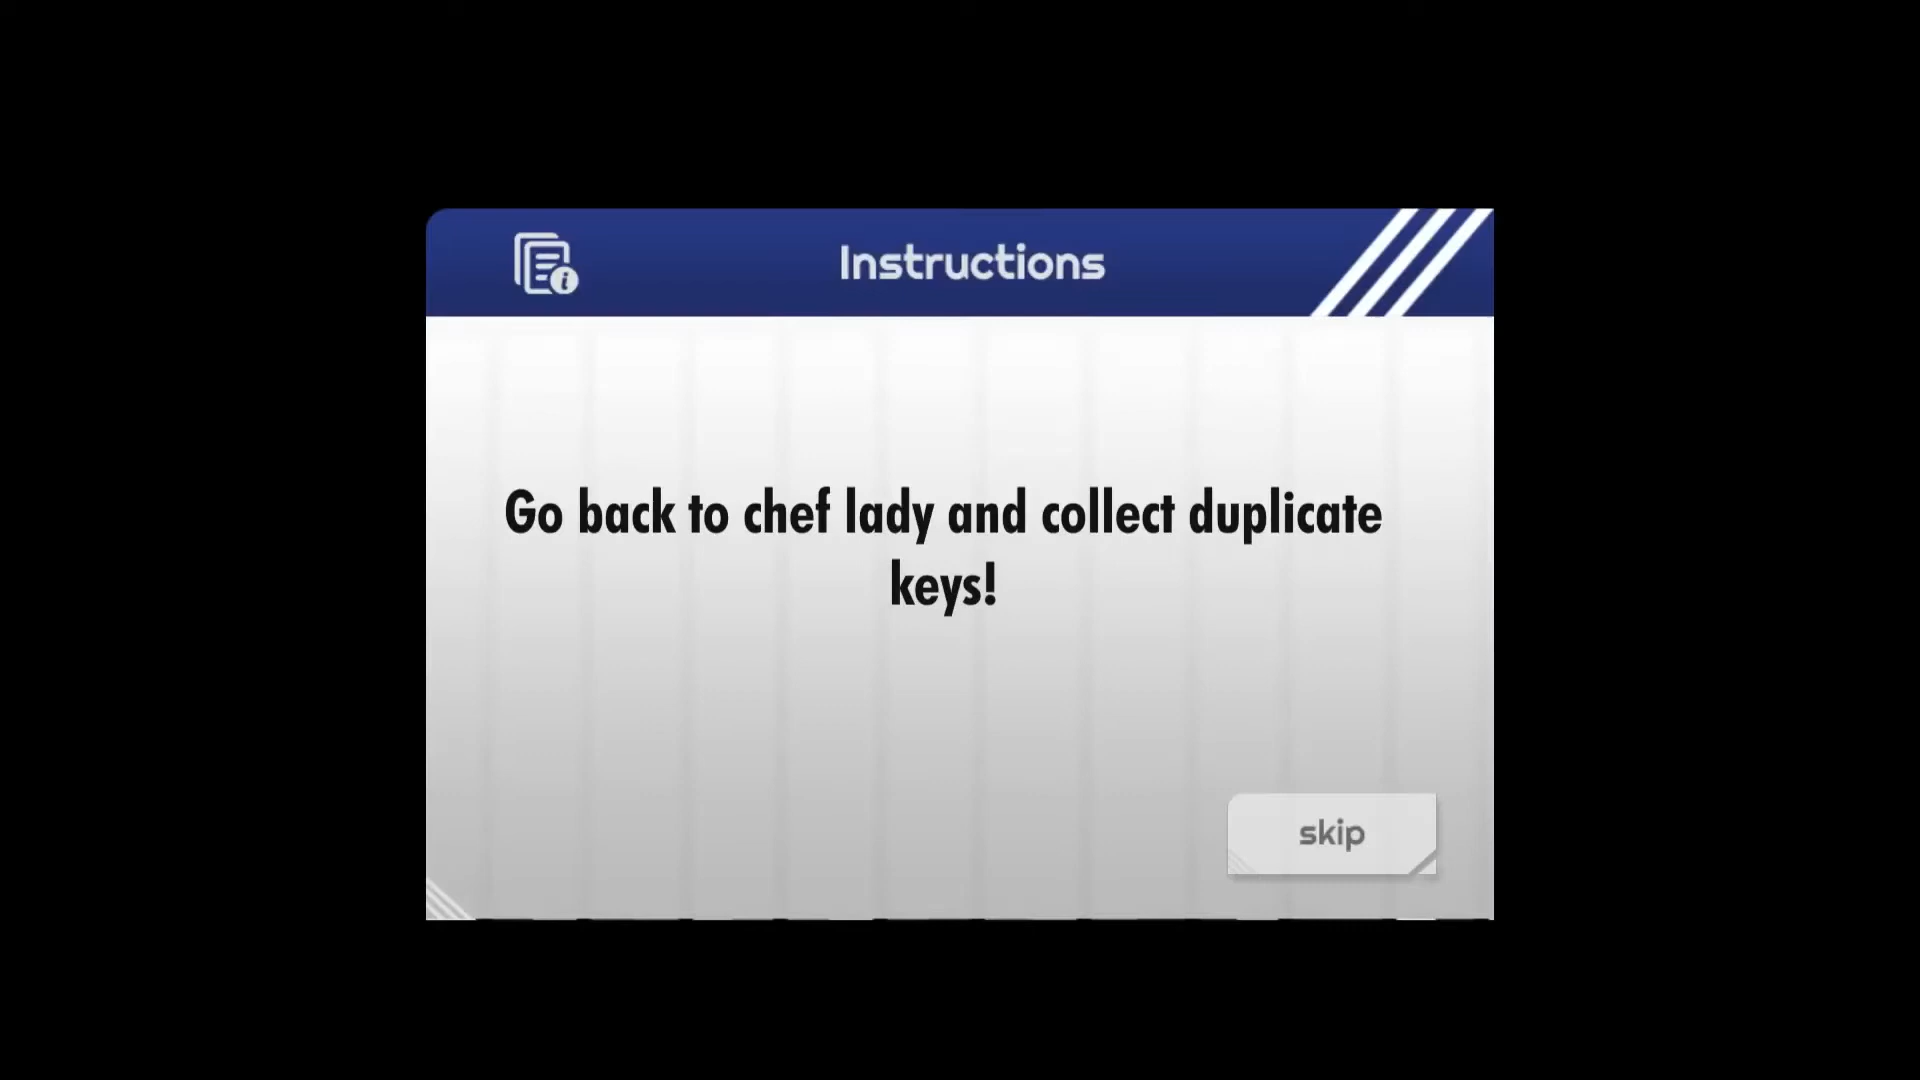 Instructions
Go back to chef lady and collect duplicate
keys!
skip